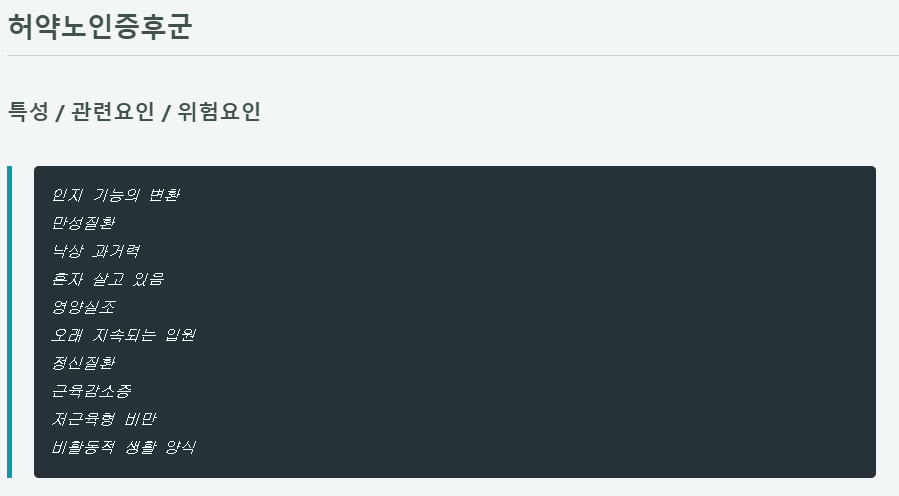 허약노인증후군
특성 / 관련요인 / 위험요인
인지 기능의 변환
만성질환
낙상 과거력
혼자 살고 있음
영양실조
오래 지속되는 입원
정신질환
근육감소증
저근육형 비만
비활동적 생활 양식